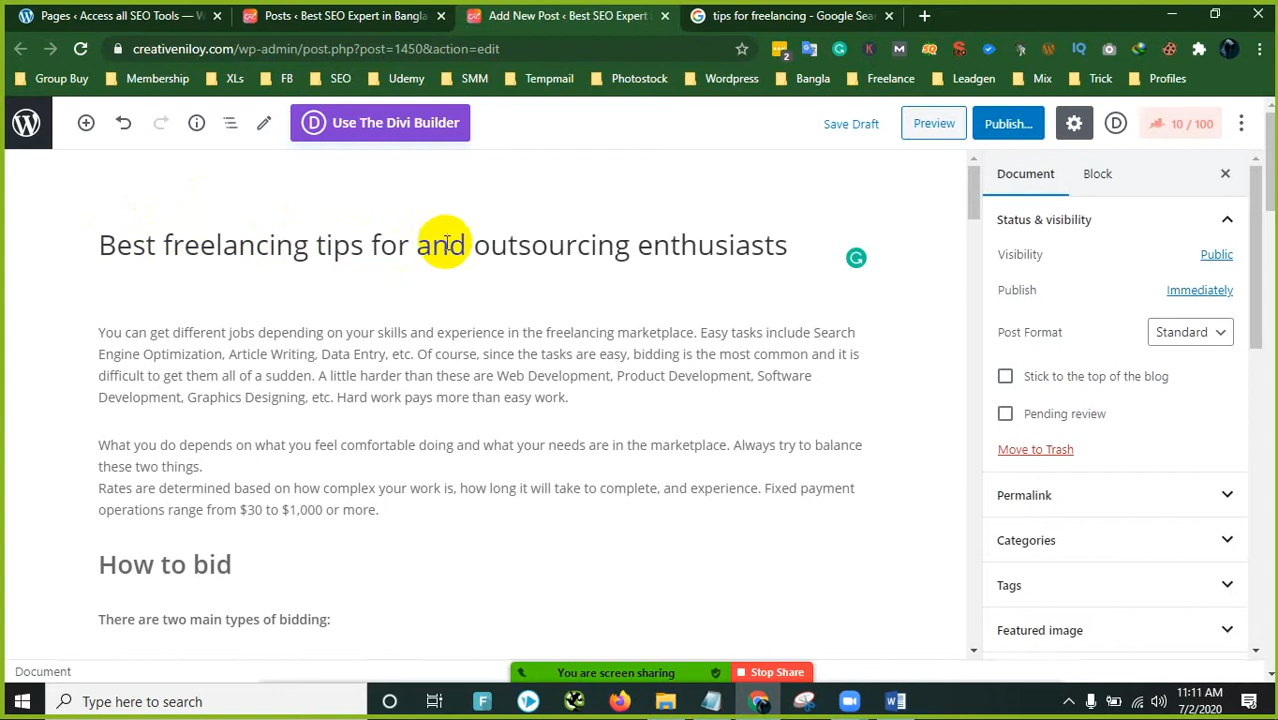 Pages ‹ Access all SEO Tools — W
Posts ‹ Best SEO Expert in Bangla
Add New Post ‹ Best SEO Expert
tips for freelancing - Google Sea
creativeniloy.com/wp-admin/post.php?post=1450&action=edit
Group Buy
Membership
XLs
FB
SEO
Udemy
SMM
Tempmail
Photostock
Wordpress
Bangla
Freelance
Leadgen
Mix
Trick
Profiles
Use The Divi Builder
Save Draft
Preview
Publish...
10 / 100
Document
Block
Best freelancing tips for and outsourcing enthusiasts
You can get different jobs depending on your skills and experience in the freelancing marketplace. Easy tasks include Search
Engine Optimization, Article Writing, Data Entry, etc. Of course, since the tasks are easy, bidding is the most common and it is
difficult to get them all of a sudden. A little harder than these are Web Development, Product Development, Software
Development, Graphics Designing, etc. Hard work pays more than easy work.
What you do depends on what you feel comfortable doing and what your needs are in the marketplace. Always try to balance
these two things.
Rates are determined based on how complex your work is, how long it will take to complete, and experience. Fixed payment
operations range from $30 to $1,000 or more.
How to bid
There are two main types of bidding:
Status & visibility
Visibility
Public
Publish
Immediately
Post Format
Standard
Stick to the top of the blog
Pending review
Move to Trash
Permalink
Categories
Tags
Featured image
Document
You are screen sharing
Stop Share
Type here to search
11:11 AM
7/2/2020